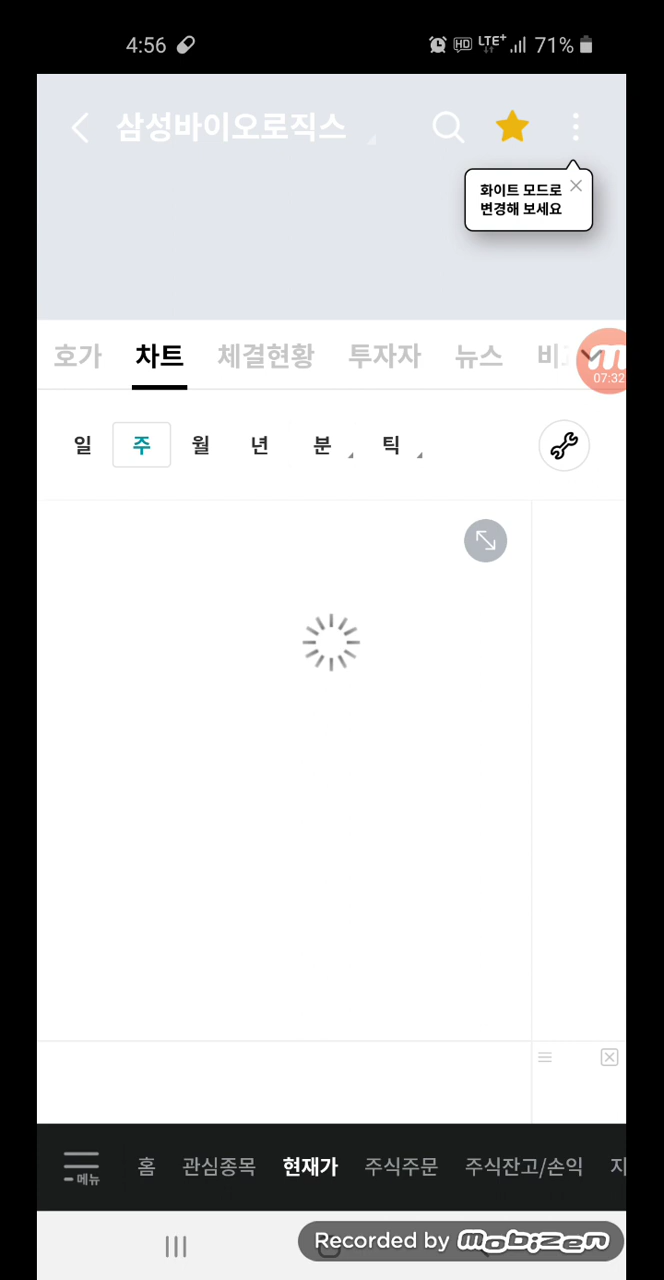 4:56 HD LTE+ 71%
삼성바이오로직스
화이트 모드로
변경해 보세요
호가 차트 체결현황 투자자 뉴스
07:32
일 주 월 년 분 틱
메뉴 홈 관심종목 현재가 주식주문 주식잔고/손익
Recorded by mobizen